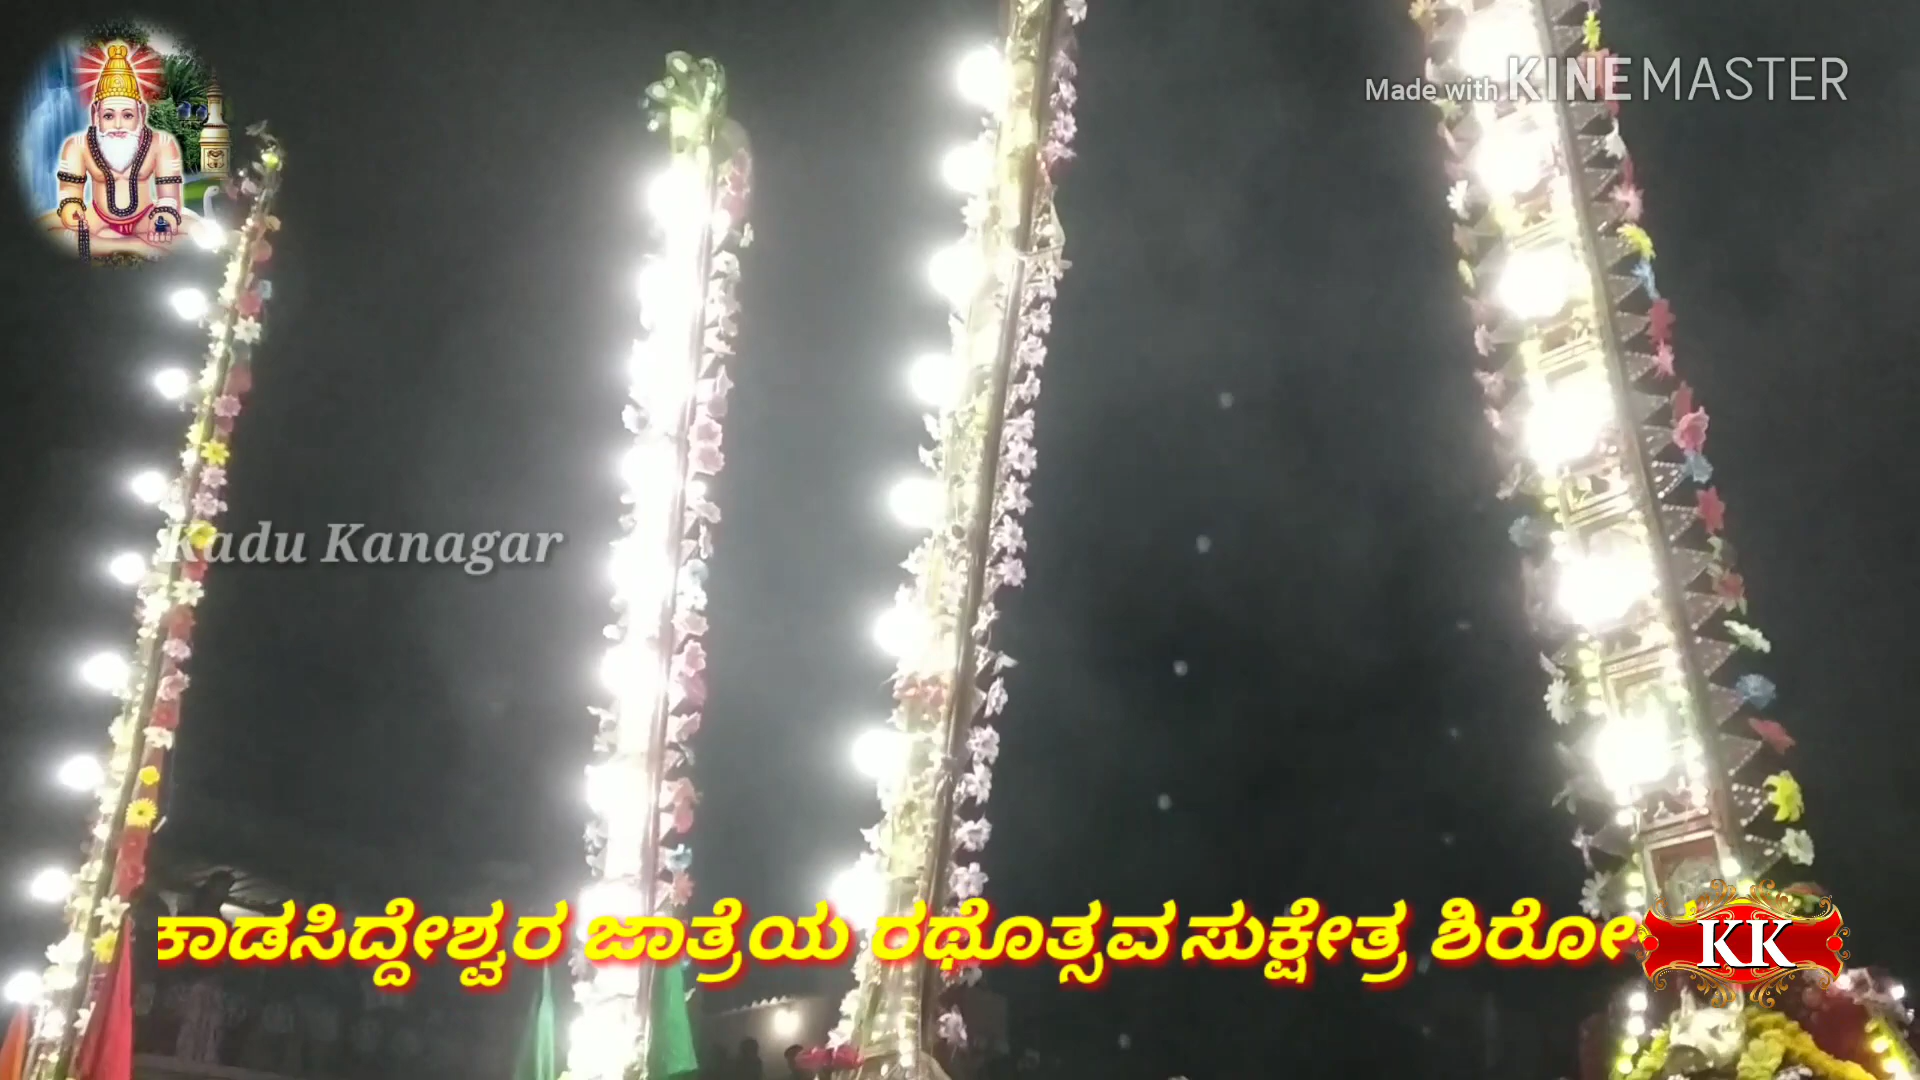 Made with KINEMASTER
Kadu Kanagar
ಕಾಡಸಿದ್ದೇಶ್ವರ ಜಾತ್ರೆಯ ರಥೊತ್ಸವ ಸುಕ್ಷೇತ್ರ ಶಿರೋ
KK